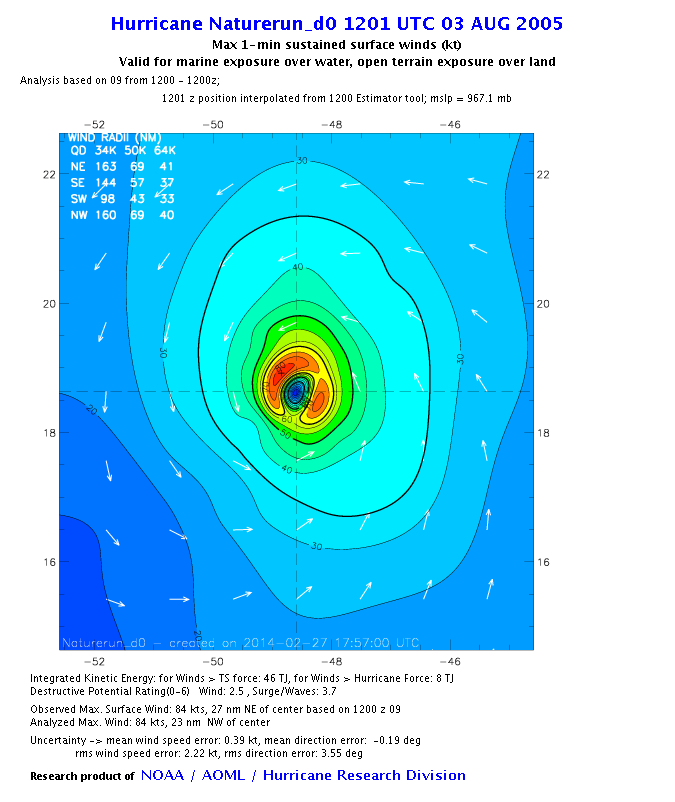 Hurricane Naturerun_d0 1201 UTC 03 AUG 2005
Max 1-min sustained surface winds (kt)
Valid for marine exposure over water, open terrain exposure over land
Analysis based on 09 from 1200 - 1200z;
1201 z position interpolated from 1200 Estimator tool; mslp = 967.1 mb
-52 -50 -48 -46
WIND RADII (NM)
QD 34K 50K 64K
NE 163 69 41
SE 144 57 37
SW 98 43 33
NW 160 69 40
30
22 22
40
20 20
30 30
20
60
50
18 18
40
30
16 16
20
Naturerun_d0 - created on 2014-02-27 17:57:00 UTC
-52 -50 -48 -46
Integrated Kinetic Energy: for Winds > TS force: 46 TJ, for Winds > Hurricane Force: 8 TJ
Destructive Potential Rating(0-6) Wind: 2.5 , Surge/Waves: 3.7
Observed Max. Surface Wind: 84 kts, 27 nm NE of center based on 1200 z 09
Analyzed Max. Wind: 84 kts, 23 nm NW of center
Uncertainty -> mean wind speed error: 0.39 kt, mean direction error: -0.19 deg
rms wind speed error: 2.22 kt, rms direction error: 3.55 deg
Research product of NOAA / AOML / Hurricane Research Division